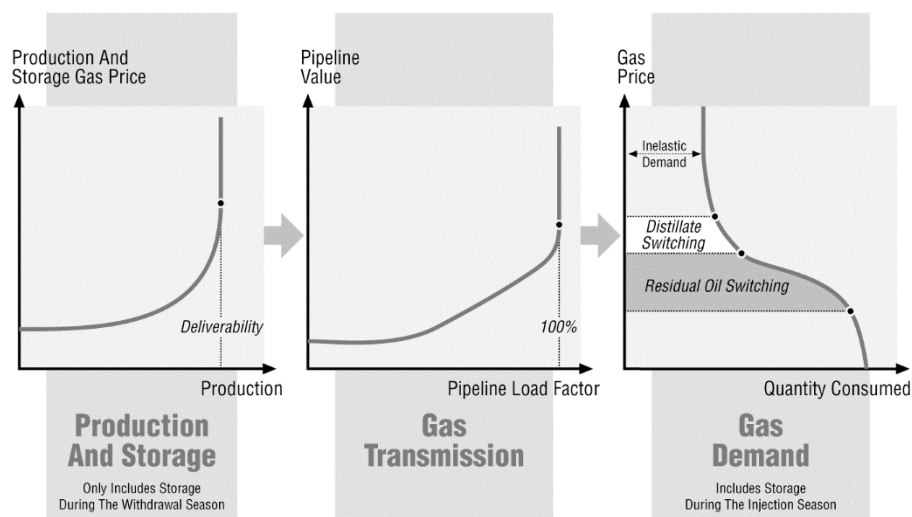 Production And
Storage Gas Price
Deliverability
Production
Production
And Storage
Only Includes Storage
During The Withdrawal Season
Pipeline
Value
100%
Pipeline Load Factor
Gas
Transmission
Gas
Price
Inelastic
Demand
Distillate
Switching
Residual Oil Switching
Quantity Consumed
Gas
Demand
Includes Storage
During The Injection Season